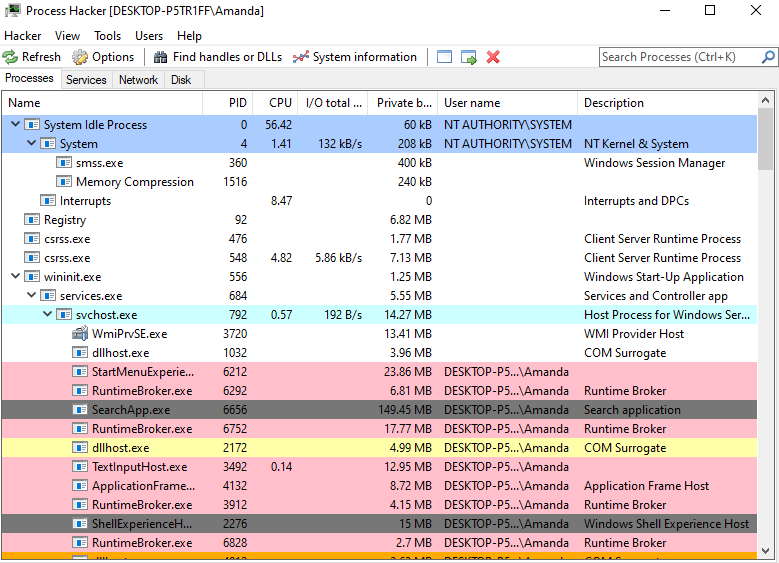 Process Hacker [DESKTOP-P5TR1FF\Amanda]
Hacker View Tools Users Help
Refresh Options Find handles or DLLs System information Search Processes (Ctrl+K)
Processes Services Network Disk
Name PID CPU I/O total ... Private b... User name Description
System Idle Process 0 56.42 60 kB NT AUTHORITY\SYSTEM
System 4 1.41 132 kB/s 208 kB NT AUTHORITY\SYSTEM NT Kernel & System
smss.exe 360 400 kB Windows Session Manager
Memory Compression 1516 240 kB
Interrupts 8.47 0 Interrupts and DPCs
Registry 92 6.82 MB
csrss.exe 476 1.77 MB Client Server Runtime Process
csrss.exe 548 4.82 5.86 kB/s 7.13 MB Client Server Runtime Process
wininit.exe 556 1.25 MB Windows Start-Up Application
services.exe 684 5.55 MB Services and Controller app
svchost.exe 792 0.57 192 B/s 14.27 MB Host Process for Windows Ser...
WmiPrvSE.exe 3720 13.41 MB WMI Provider Host
dllhost.exe 1032 3.96 MB COM Surrogate
StartMenuExperie... 6212 23.86 MB DESKTOP-P5...\Amanda
RuntimeBroker.exe 6292 6.81 MB DESKTOP-P5...\Amanda Runtime Broker
SearchApp.exe 6656 149.45 MB DESKTOP-P5...\Amanda Search application
RuntimeBroker.exe 6752 17.77 MB DESKTOP-P5...\Amanda Runtime Broker
dllhost.exe 2172 4.99 MB DESKTOP-P5...\Amanda COM Surrogate
TextInputHost.exe 3492 0.14 12.95 MB DESKTOP-P5...\Amanda
ApplicationFrame... 4132 8.72 MB DESKTOP-P5...\Amanda Application Frame Host
RuntimeBroker.exe 3912 4.15 MB DESKTOP-P5...\Amanda Runtime Broker
ShellExperienceH... 2276 15 MB DESKTOP-P5...\Amanda Windows Shell Experience Host
RuntimeBroker.exe 6828 2.7 MB DESKTOP-P5...\Amanda Runtime Broker